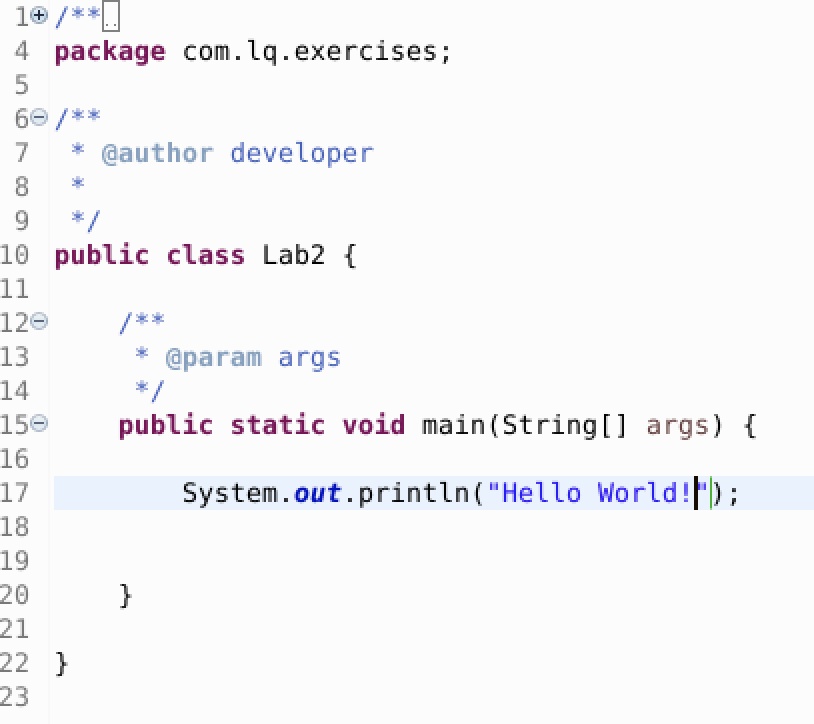 1 /**
4 package com.lq.exercises;
5
6 /**
7  * @author developer
8  *
9  */
10 public class Lab2 {
11
12     /**
13      * @param args
14      */
15     public static void main(String[] args) {
16
17         System.out.println("Hello World!");
18
19
20     }
21
22 }
23